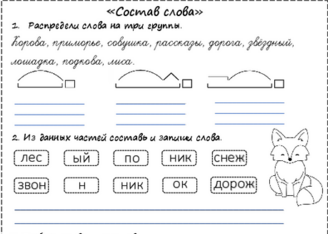 «Состав слова»
1. Распредели слова на три группы.
Корова, приморье, совушка, рассказы, дорога, звёздный,
лошадка, подкова, лиса.
2. Из данных частей составь и запиши слова.
лес ый по ник снеж
звон н ник ок дорож